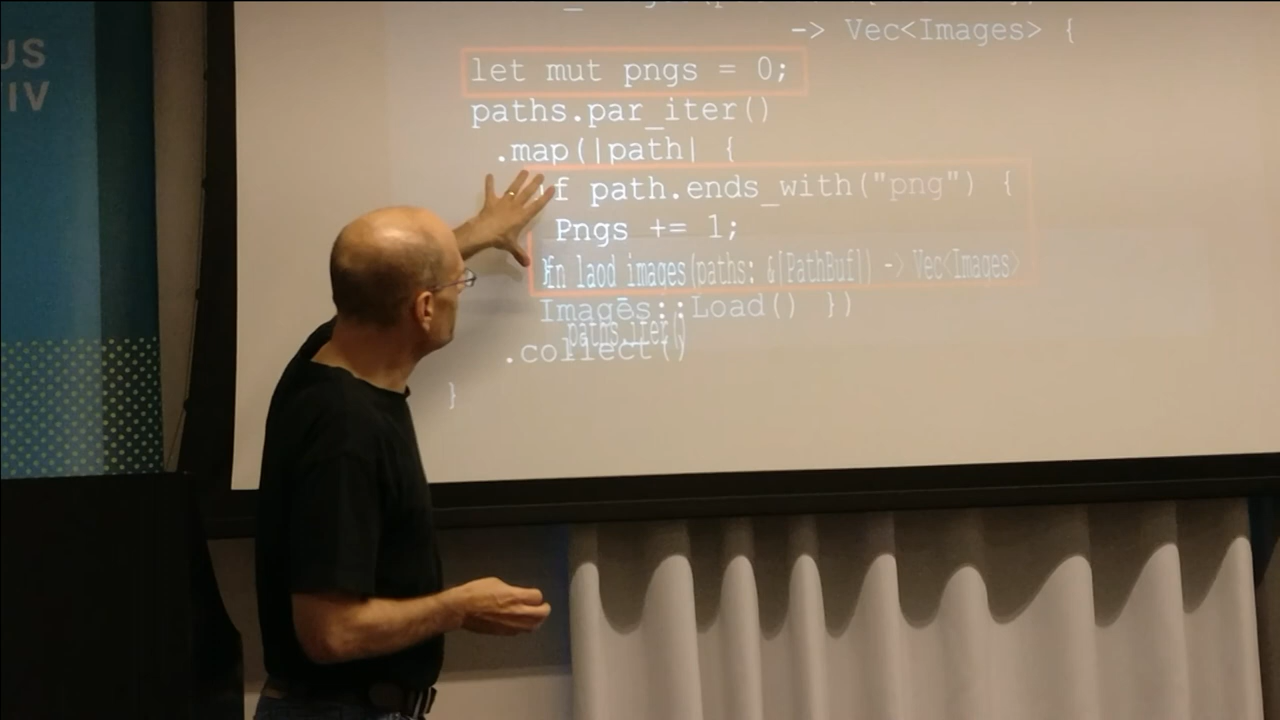 US
IV
-> Vec<Images> {
let mut pngs = 0;
paths.par_iter()
.map(|path| {
if path.ends_with("png") {
Pngs += 1;
fn laod images(paths: &[PathBuf]) -> Vec<Images>
Images::Load() })
paths.iter()
.collect()
}